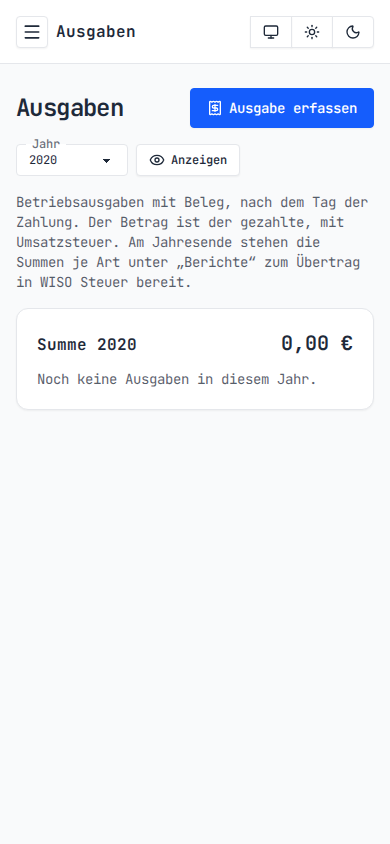 Ausgaben
Ausgaben
Ausgabe erfassen
Jahr
2020
Anzeigen
Betriebsausgaben mit Beleg, nach dem Tag der
Zahlung. Der Betrag ist der gezahlte, mit
Umsatzsteuer. Am Jahresende stehen die
Summen je Art unter „Berichte“ zum Übertrag
in WISO Steuer bereit.
Summe 2020
0,00 €
Noch keine Ausgaben in diesem Jahr.